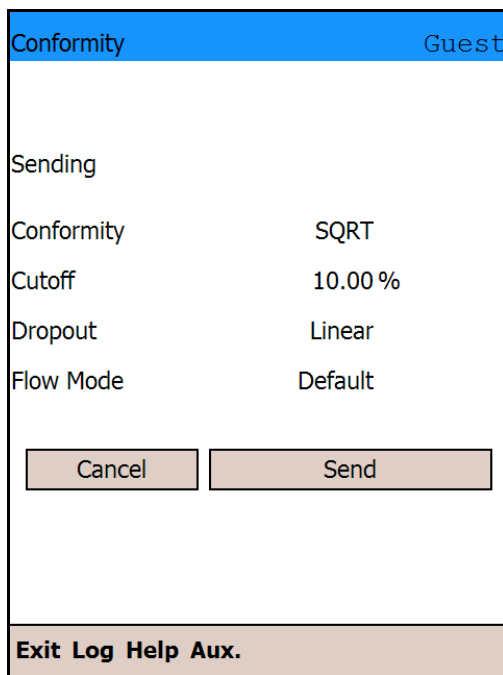 Conformity Guest
Sending
Conformity SQRT
Cutoff 10.00 %
Dropout Linear
Flow Mode Default
Cancel Send
Exit Log Help Aux.